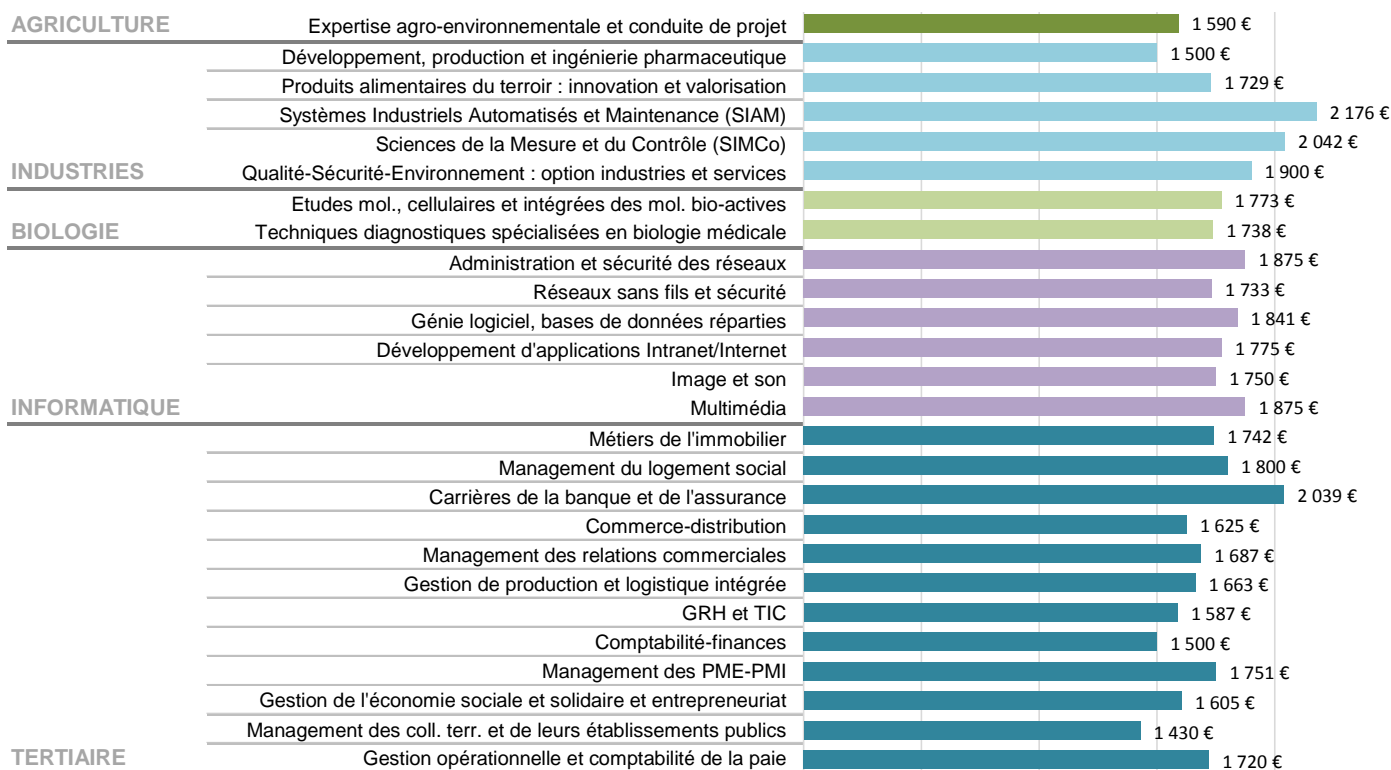 AGRICULTURE Expertise agro-environnementale et conduite de projet 1 590 €
Développement, production et ingénierie pharmaceutique 1 500 €
Produits alimentaires du terroir : innovation et valorisation 1 729 €
Systèmes Industriels Automatisés et Maintenance (SIAM) 2 176 €
Sciences de la Mesure et du Contrôle (SIMCo) 2 042 €
INDUSTRIES Qualité-Sécurité-Environnement : option industries et services 1 900 €
Etudes mol., cellulaires et intégrées des mol. bio-actives 1 773 €
BIOLOGIE Techniques diagnostiques spécialisées en biologie médicale 1 738 €
Administration et sécurité des réseaux 1 875 €
Réseaux sans fils et sécurité 1 733 €
Génie logiciel, bases de données réparties 1 841 €
Développement d'applications Intranet/Internet 1 775 €
Image et son 1 750 €
INFORMATIQUE Multimédia 1 875 €
Métiers de l'immobilier 1 742 €
Management du logement social 1 800 €
Carrières de la banque et de l'assurance 2 039 €
Commerce-distribution 1 625 €
Management des relations commerciales 1 687 €
Gestion de production et logistique intégrée 1 663 €
GRH et TIC 1 587 €
Comptabilité-finances 1 500 €
Management des PME-PMI 1 751 €
Gestion de l'économie sociale et solidaire et entrepreneuriat 1 605 €
Management des coll. terr. et de leurs établissements publics 1 430 €
TERTIAIRE Gestion opérationnelle et comptabilité de la paie 1 720 €